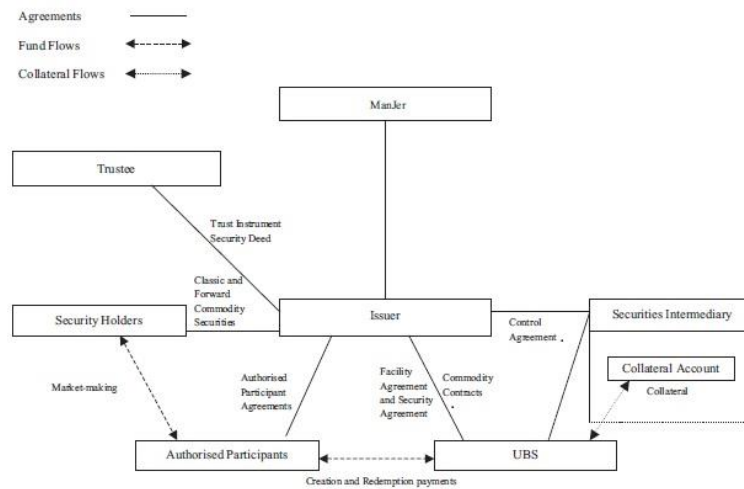 Agreements
Fund Flows
Collateral Flows
ManJer
Trustee
Trust Instrument
Security Deed
Classic and
Forward
Commodity
Securities
Security Holders
Issuer
Securities Intermediary
Control
Agreement .
Collateral Account
Collateral
Market-making
Authorised
Participant
Agreements
Facility
Agreement
and Security
Agreement
Commodity
Contracts
.
Authorised Participants
UBS
Creation and Redemption payments